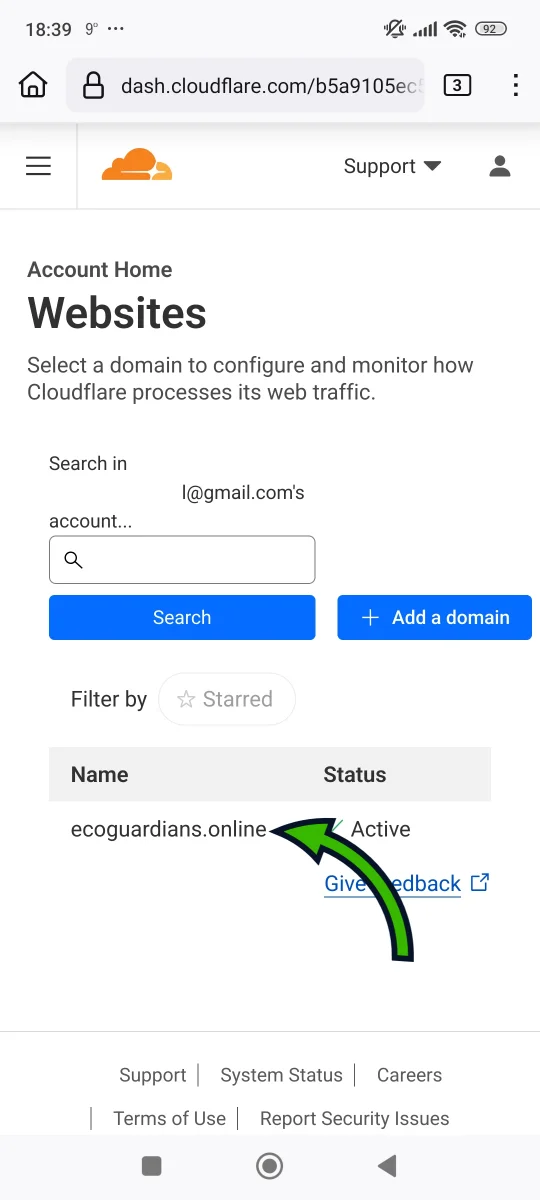 18:39 9° ...
92
dash.cloudflare.com/b5a9105ec
3
Support
Account Home
Websites
Select a domain to configure and monitor how
Cloudflare processes its web traffic.
Search in
l@gmail.com's
account...
Search
Add a domain
Filter by
Starred
Name Status
ecoguardians.online Active
Give edback
Support System Status Careers
Terms of Use Report Security Issues